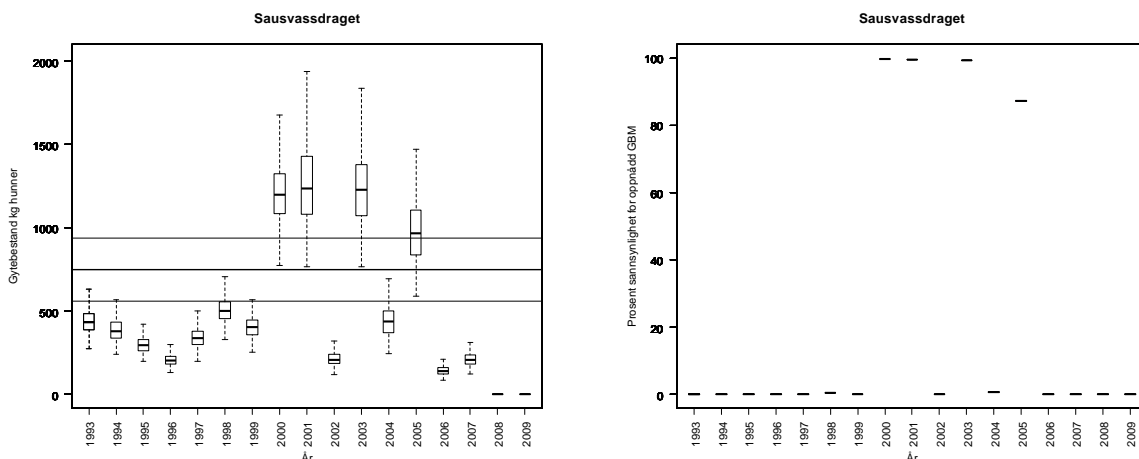 Sausvassdraget
Gytebestand kg hunner
2000
1500
1000
500
0
1993 1994 1995 1996 1997 1998 1999 2000 2001 2002 2003 2004 2005 2006 2007 2008 2009
År
Sausvassdraget
Prosent sannsynlighet for oppnådd GBM
100
80
60
40
20
0
1993 1994 1995 1996 1997 1998 1999 2000 2001 2002 2003 2004 2005 2006 2007 2008 2009
År